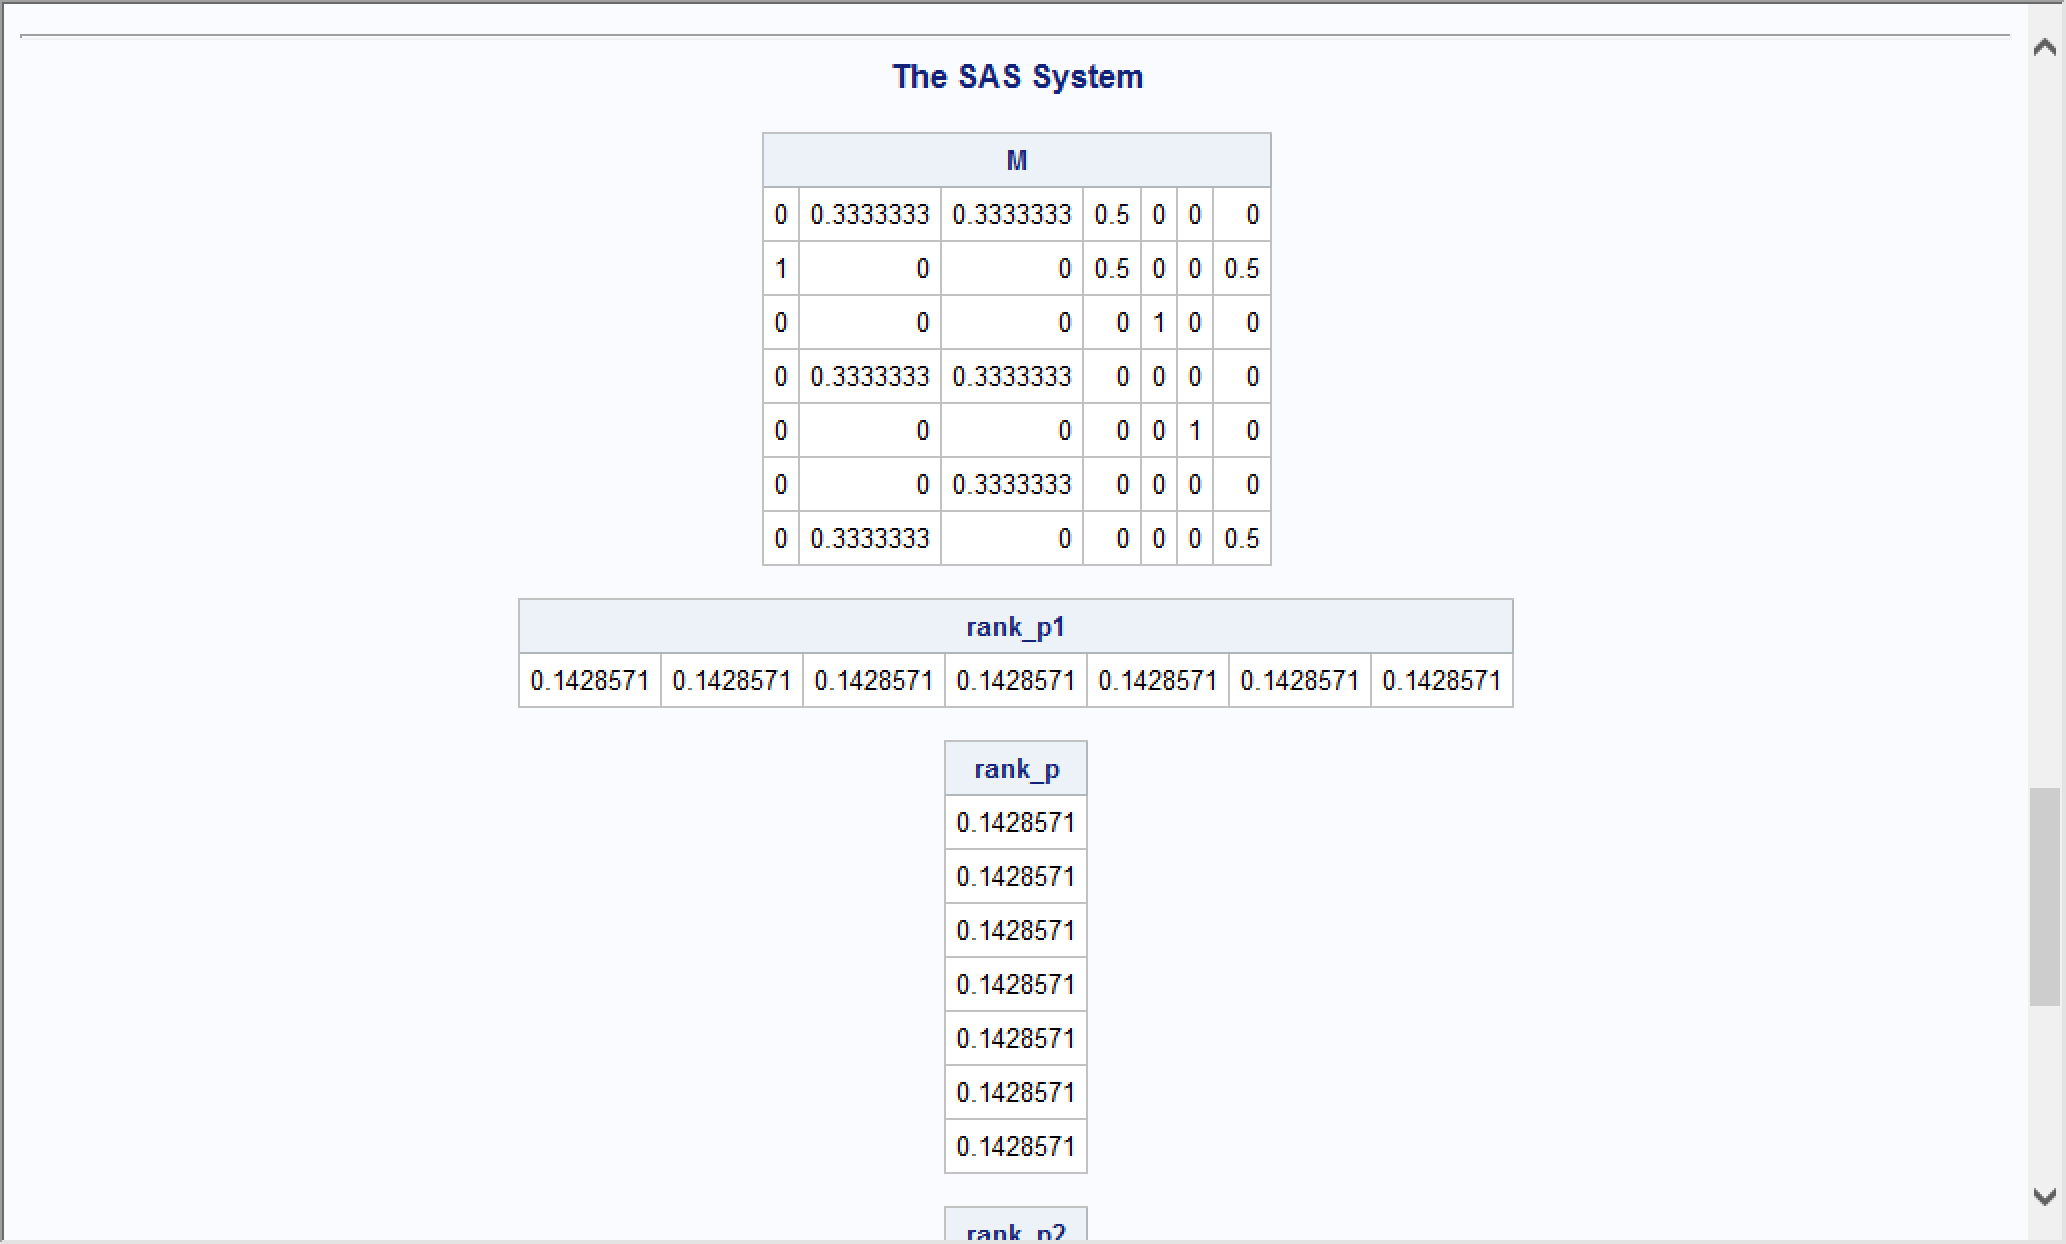 The SAS System
M
0 0.3333333 0.3333333 0.5 0 0 0
1 0 0 0.5 0 0 0.5
0 0 0 0 1 0 0
0 0.3333333 0.3333333 0 0 0 0
0 0 0 0 0 1 0
0 0 0.3333333 0 0 0 0
0 0.3333333 0 0 0 0 0.5
rank_p1
0.1428571 0.1428571 0.1428571 0.1428571 0.1428571 0.1428571 0.1428571
rank_p
0.1428571
0.1428571
0.1428571
0.1428571
0.1428571
0.1428571
0.1428571
rank_p2